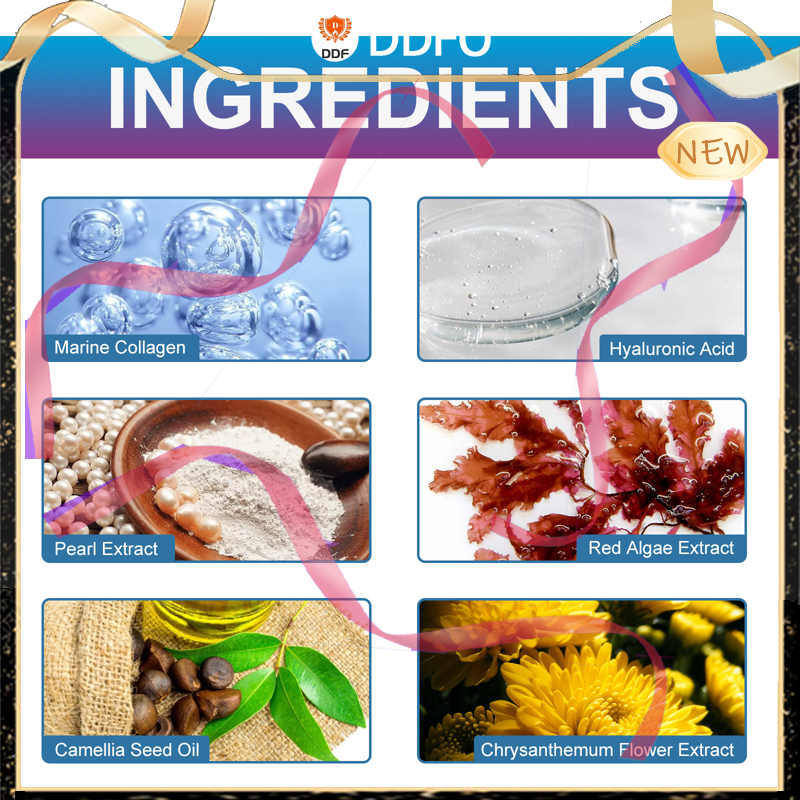 DDF
INGREDIENTS
NEW
Marine Collagen
Hyaluronic Acid
Pearl Extract
Red Algae Extract
Camellia Seed Oil
Chrysanthemum Flower Extract